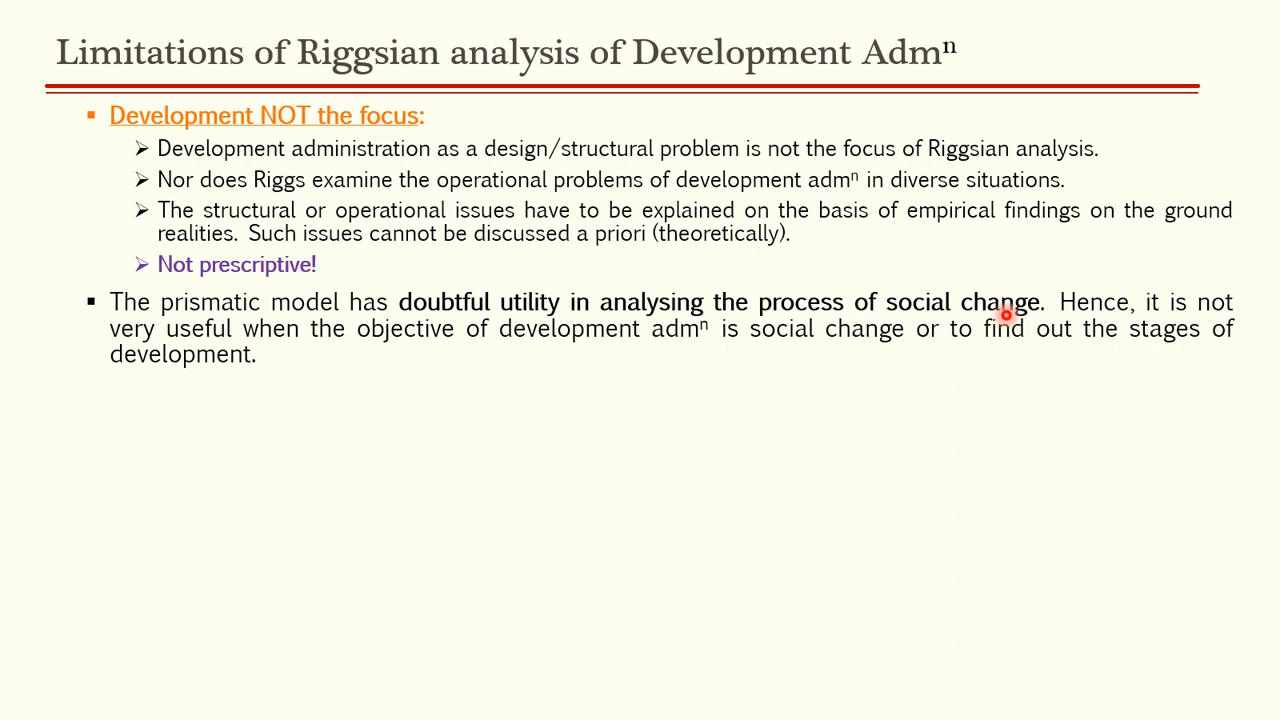 Limitations of Riggsian analysis of Development Admⁿ
▪ Development NOT the focus:
➢ Development administration as a design/structural problem is not the focus of Riggsian analysis.
➢ Nor does Riggs examine the operational problems of development admⁿ in diverse situations.
➢ The structural or operational issues have to be explained on the basis of empirical findings on the ground
realities. Such issues cannot be discussed a priori (theoretically).
➢ Not prescriptive!
▪ The prismatic model has doubtful utility in analysing the process of social change. Hence, it is not
very useful when the objective of development admⁿ is social change or to find out the stages of
development.